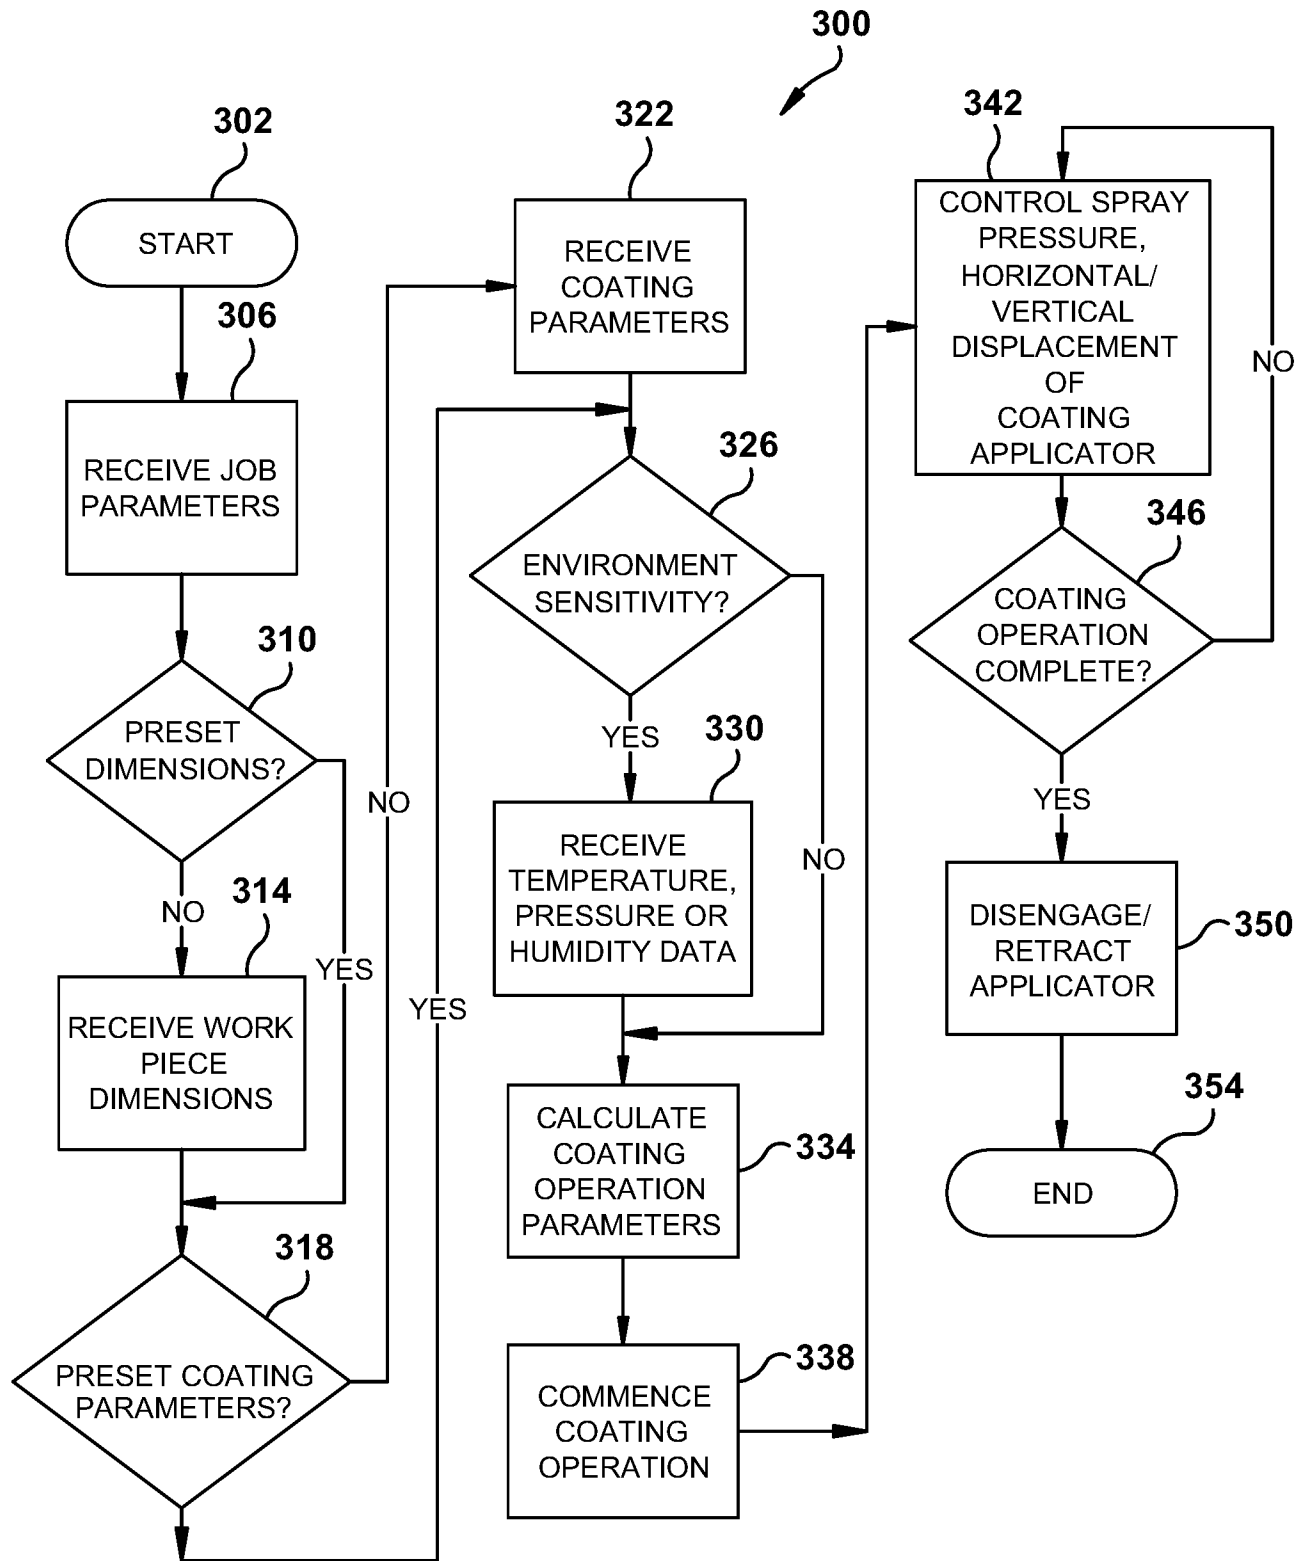 300
302
START
306
RECEIVE JOB
PARAMETERS
310
PRESET
DIMENSIONS?
NO
YES
314
RECEIVE WORK
PIECE
DIMENSIONS
318
PRESET COATING
PARAMETERS?
NO
YES
322
RECEIVE
COATING
PARAMETERS
326
ENVIRONMENT
SENSITIVITY?
YES
NO
330
RECEIVE
TEMPERATURE,
PRESSURE OR
HUMIDITY DATA
334
CALCULATE
COATING
OPERATION
PARAMETERS
338
COMMENCE
COATING
OPERATION
342
CONTROL SPRAY
PRESSURE,
HORIZONTAL/
VERTICAL
DISPLACEMENT
OF
COATING
APPLICATOR
346
COATING
OPERATION
COMPLETE?
NO
YES
350
DISENGAGE/
RETRACT
APPLICATOR
354
END